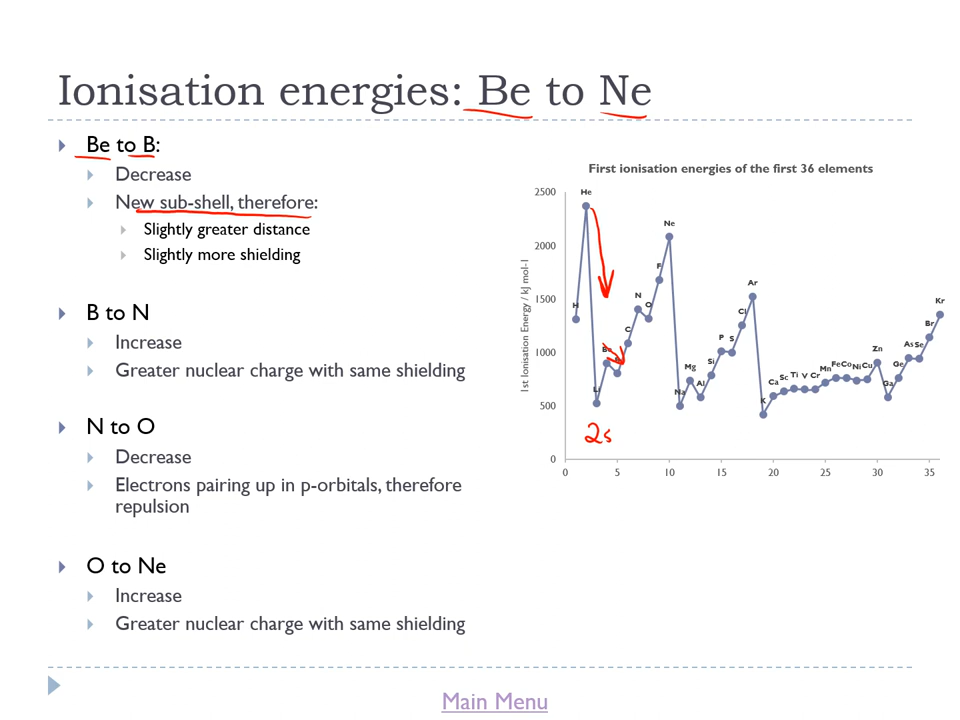 Ionisation energies: Be to Ne
Be to B:
Decrease
New sub-shell, therefore:
Slightly greater distance
Slightly more shielding
B to N
Increase
Greater nuclear charge with same shielding
N to O
Decrease
Electrons pairing up in p-orbitals, therefore
repulsion
O to Ne
Increase
Greater nuclear charge with same shielding
First ionisation energies of the first 36 elements
1st Ionisation Energy / kJ mol-1
2500
2000
1500
1000
500
0
0 5 10 15 20 25 30 35
H He Li Be C N O F Ne Na Mg Al Si P S Cl Ar K Ca Sc Ti V Cr Mn Fe Co Ni Cu Zn Ga Ge As Se Br Kr
2s
Main Menu